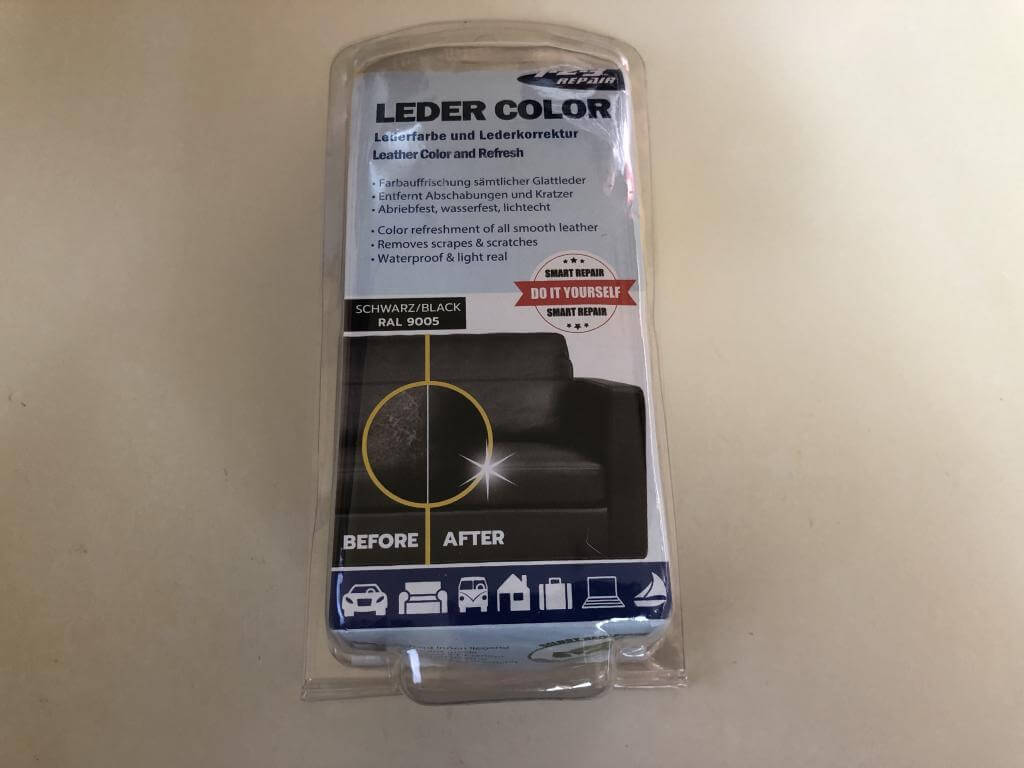 REPAIR
LEDER COLOR
Lederfarbe und Lederkorrektur
Leather Color and Refresh
• Farbauffrischung sämtlicher Glattleder
• Entfernt Abschabungen und Kratzer
• Abriebfest, wasserfest, lichtecht
• Color refreshment of all smooth leather
• Removes scrapes & scratches
• Waterproof & light real
SMART REPAIR
DO IT YOURSELF
SMART REPAIR
SCHWARZ/BLACK
RAL 9005
BEFORE
AFTER